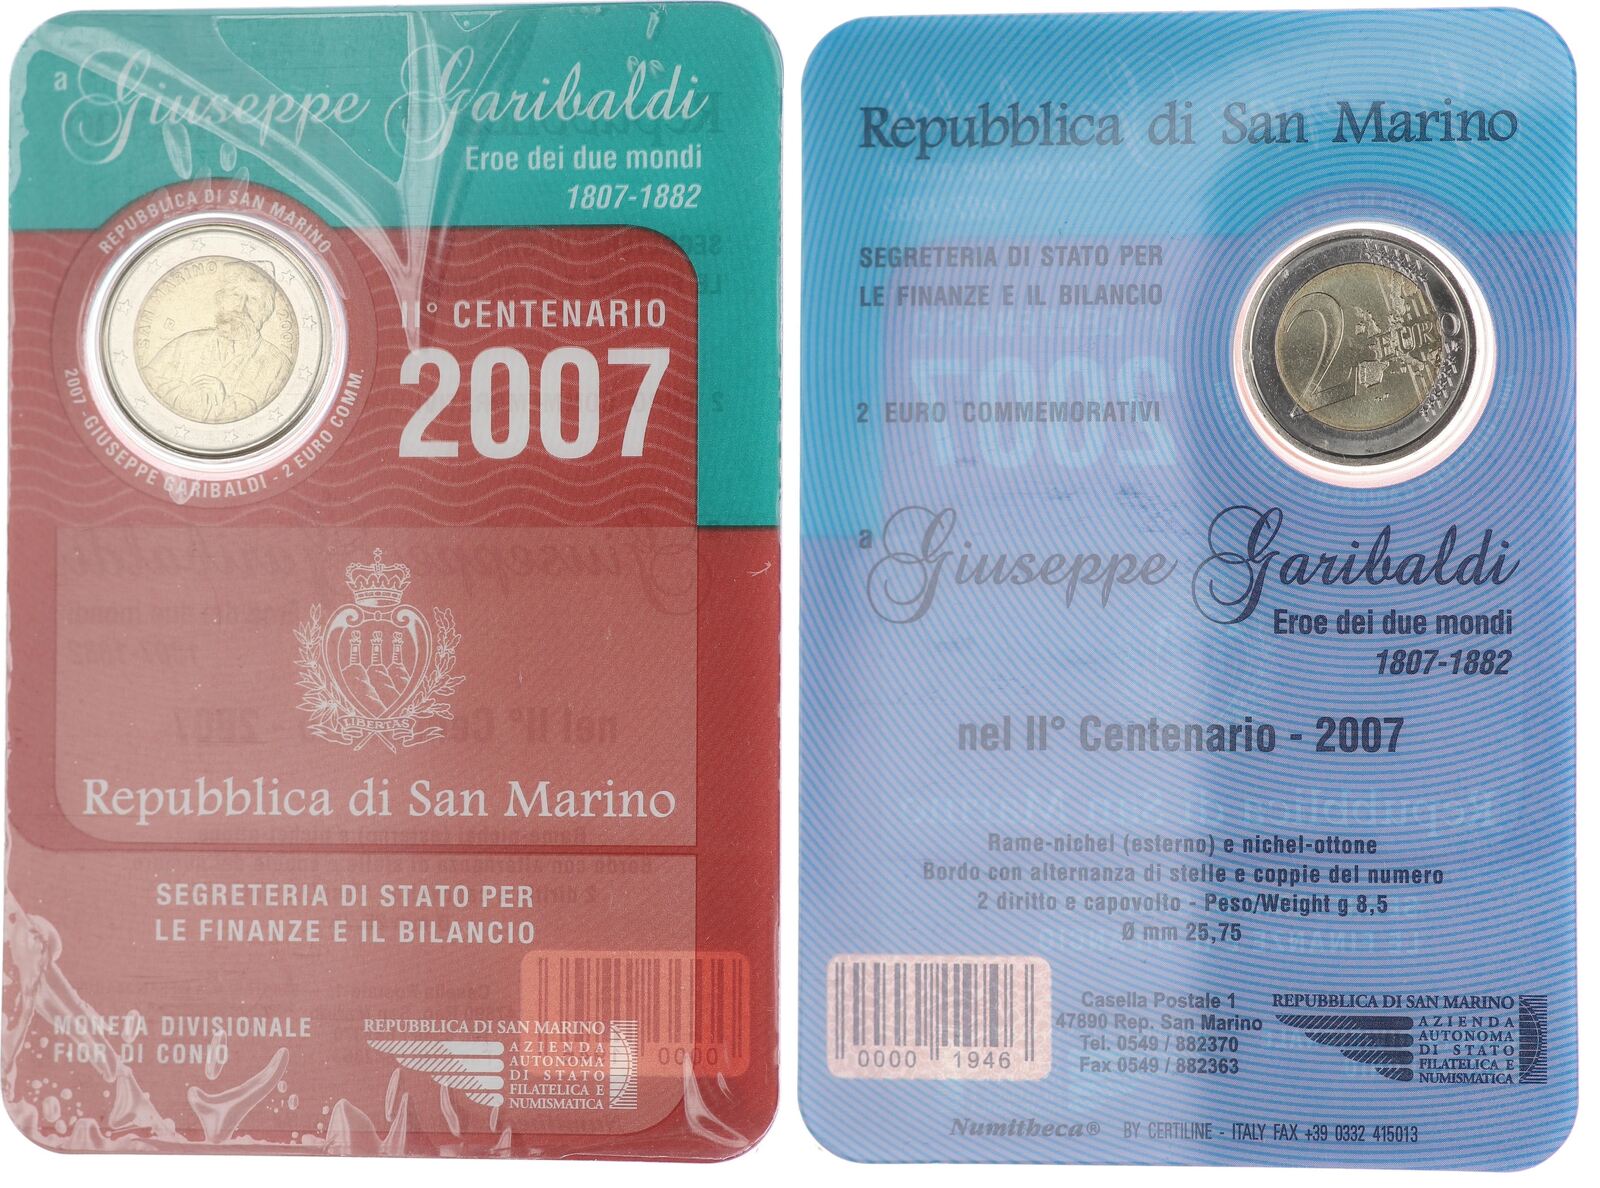 a Giuseppe Garibaldi
Eroe dei due mondi
1807-1882
REPUBBLICA DI SAN MARINO
2007 - GIUSEPPE GARIBALDI - 2 EURO COMM.
SAN MARINO
2007
II° CENTENARIO
2007
LIBERTAS
Repubblica di San Marino
SEGRETERIA DI STATO PER
LE FINANZE E IL BILANCIO
MONETA DIVISIONALE
FIOR DI CONIO
REPUBBLICA DI SAN MARINO
AZIENDA
AUTONOMA
DI STATO
FILATELICA E
NUMISMATICA
0000
Repubblica di San Marino
SEGRETERIA DI STATO PER
LE FINANZE E IL BILANCIO
2 EURO
2 EURO COMMEMORATIVI
a Giuseppe Garibaldi
Eroe dei due mondi
1807-1882
nel II° Centenario - 2007
Rame-nichel (esterno) e nichel-ottone
Bordo con alternanza di stelle e coppie del numero
2 diritto e capovolto - Peso/Weight g 8,5
Ø mm 25,75
0000 1946
Casella Postale 1
47890 Rep. San Marino
Tel. 0549 / 882370
Fax 0549 / 882363
REPUBBLICA DI SAN MARINO
AZIENDA
AUTONOMA
DI STATO
FILATELICA E
NUMISMATICA
Numitheca® BY CERTILINE - ITALY FAX +39 0332 415013